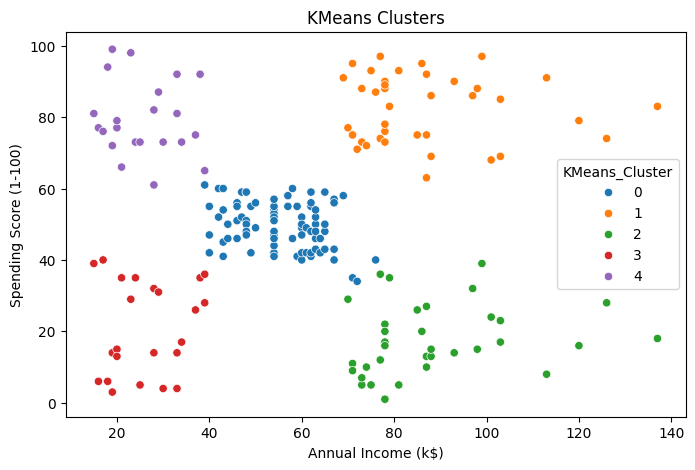 KMeans Clusters
100
80
60
40
20
0
Spending Score (1-100)
KMeans_Cluster
0
1
2
3
4
20 40 60 80 100 120 140
Annual Income (k$)